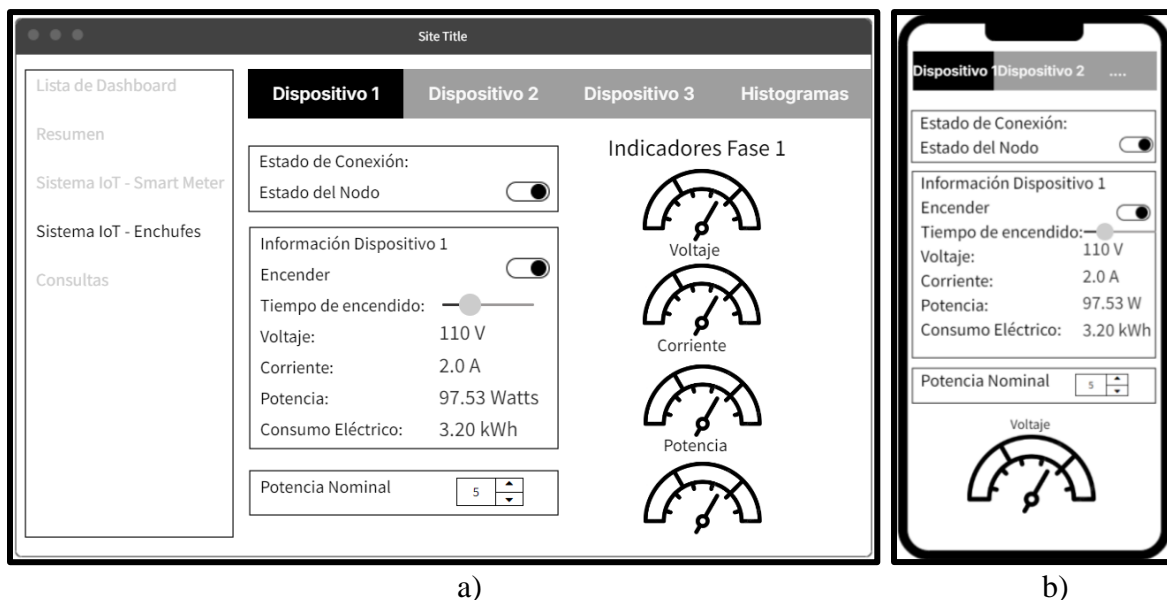 Site Title
Lista de Dashboard
Resumen
Sistema IoT - Smart Meter
Sistema IoT - Enchufes
Consultas
Dispositivo 1 Dispositivo 2 Dispositivo 3 Histogramas
Estado de Conexión:
Estado del Nodo
Información Dispositivo 1
Encender
Tiempo de encendido:
Voltaje: 110 V
Corriente: 2.0 A
Potencia: 97.53 Watts
Consumo Eléctrico: 3.20 kWh
Potencia Nominal 5
Indicadores Fase 1
Voltaje
Corriente
Potencia
a)
Dispositivo 1Dispositivo 2 ....
Estado de Conexión:
Estado del Nodo
Información Dispositivo 1
Encender
Tiempo de encendido:
Voltaje: 110 V
Corriente: 2.0 A
Potencia: 97.53 W
Consumo Eléctrico: 3.20 kWh
Potencia Nominal 5
Voltaje
b)